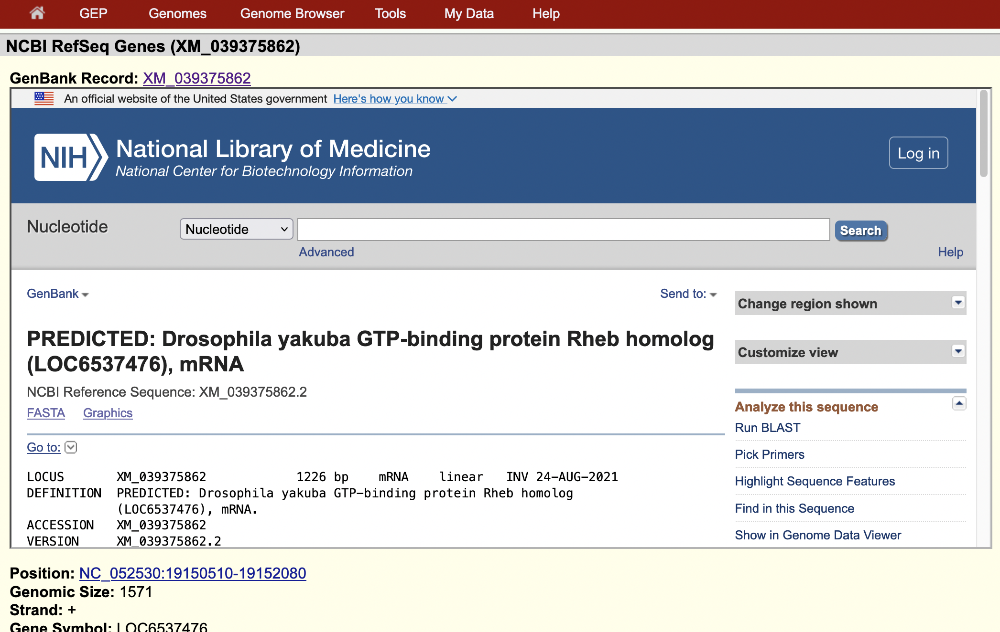 GEP Genomes Genome Browser Tools My Data Help
NCBI RefSeq Genes (XM_039375862)
GenBank Record: XM_039375862
An official website of the United States government Here's how you know
NIH National Library of Medicine
National Center for Biotechnology Information
Log in
Nucleotide Nucleotide Search
Advanced Help
GenBank Send to:
Change region shown
PREDICTED: Drosophila yakuba GTP-binding protein Rheb homolog
(LOC6537476), mRNA
Customize view
NCBI Reference Sequence: XM_039375862.2
FASTA Graphics
Analyze this sequence
Run BLAST
Pick Primers
Highlight Sequence Features
Find in this Sequence
Show in Genome Data Viewer
Go to:
LOCUS XM_039375862 1226 bp mRNA linear INV 24-AUG-2021
DEFINITION PREDICTED: Drosophila yakuba GTP-binding protein Rheb homolog
(LOC6537476), mRNA.
ACCESSION XM_039375862
VERSION XM_039375862.2
Position: NC_052530:19150510-19152080
Genomic Size: 1571
Strand: +
Gene Symbol: LOC6537476